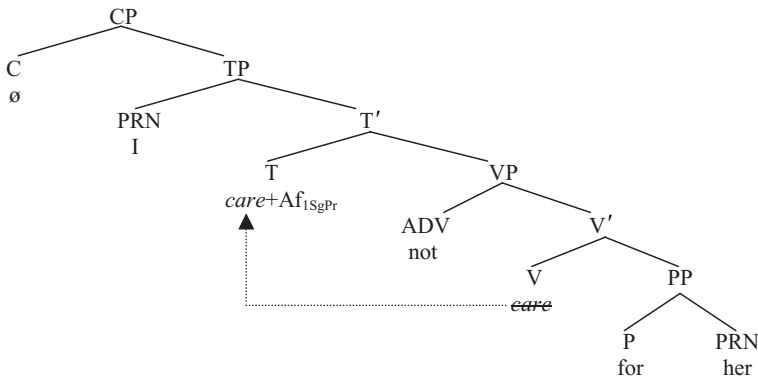 CP
C TP
ø
PRN T′
I
T VP
care+Af1SgPr
ADV V′
not
V PP
care
P PRN
for her